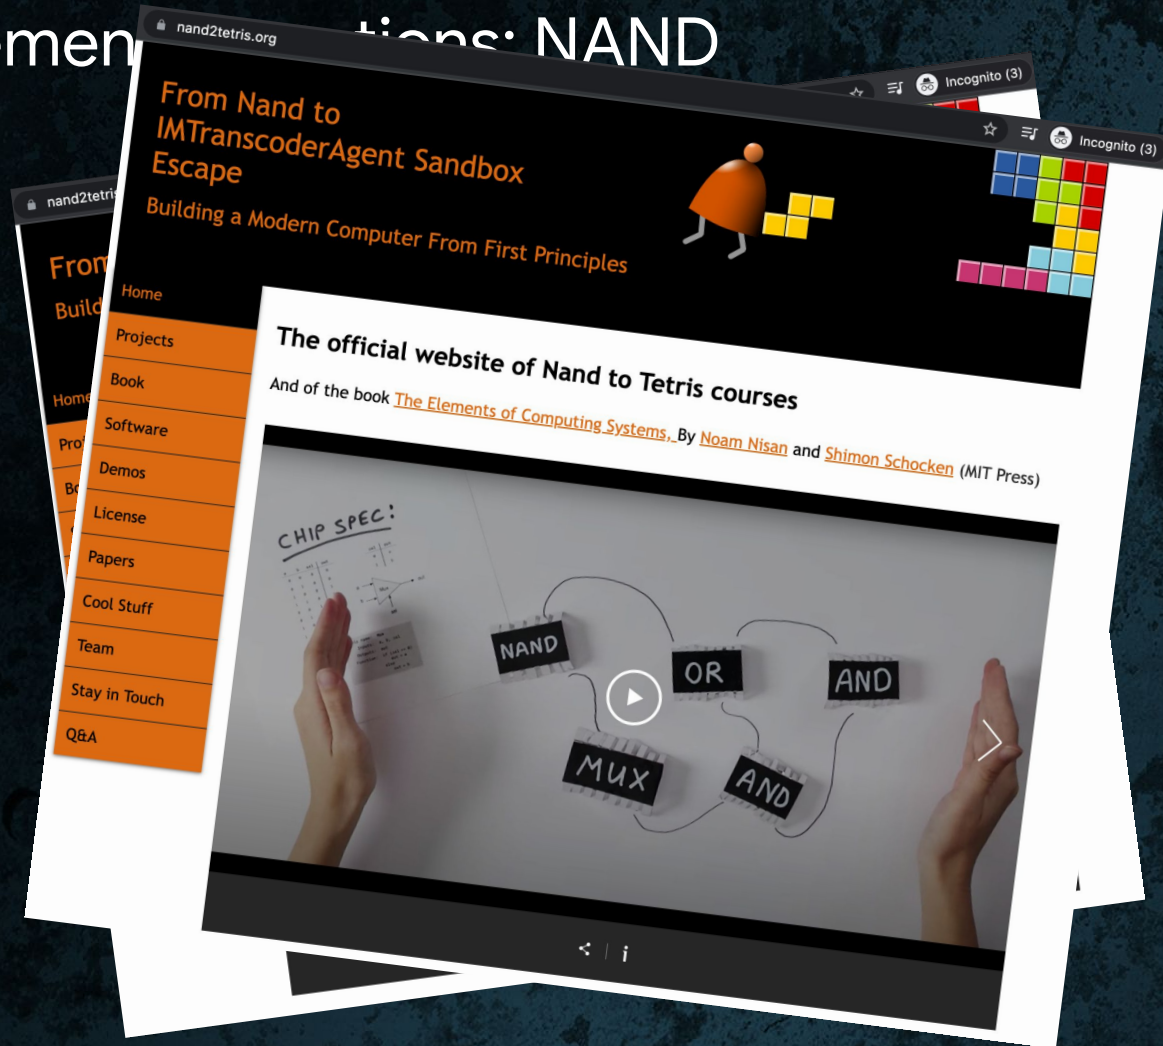 tions: NAND
nand2tetris.org
Incognito (3)
Incognito (3)
From Nand to
IMTranscoderAgent Sandbox
Escape
Building a Modern Computer From First Principles
nand2tetris
From
Build
Home
Home
Projects
Book
Software
Demos
License
Papers
Cool Stuff
Team
Stay in Touch
Q&A
The official website of Nand to Tetris courses
And of the book The Elements of Computing Systems, By Noam Nisan and Shimon Schocken (MIT Press)
CHIP SPEC:
NAND
OR
AND
MUX
AND